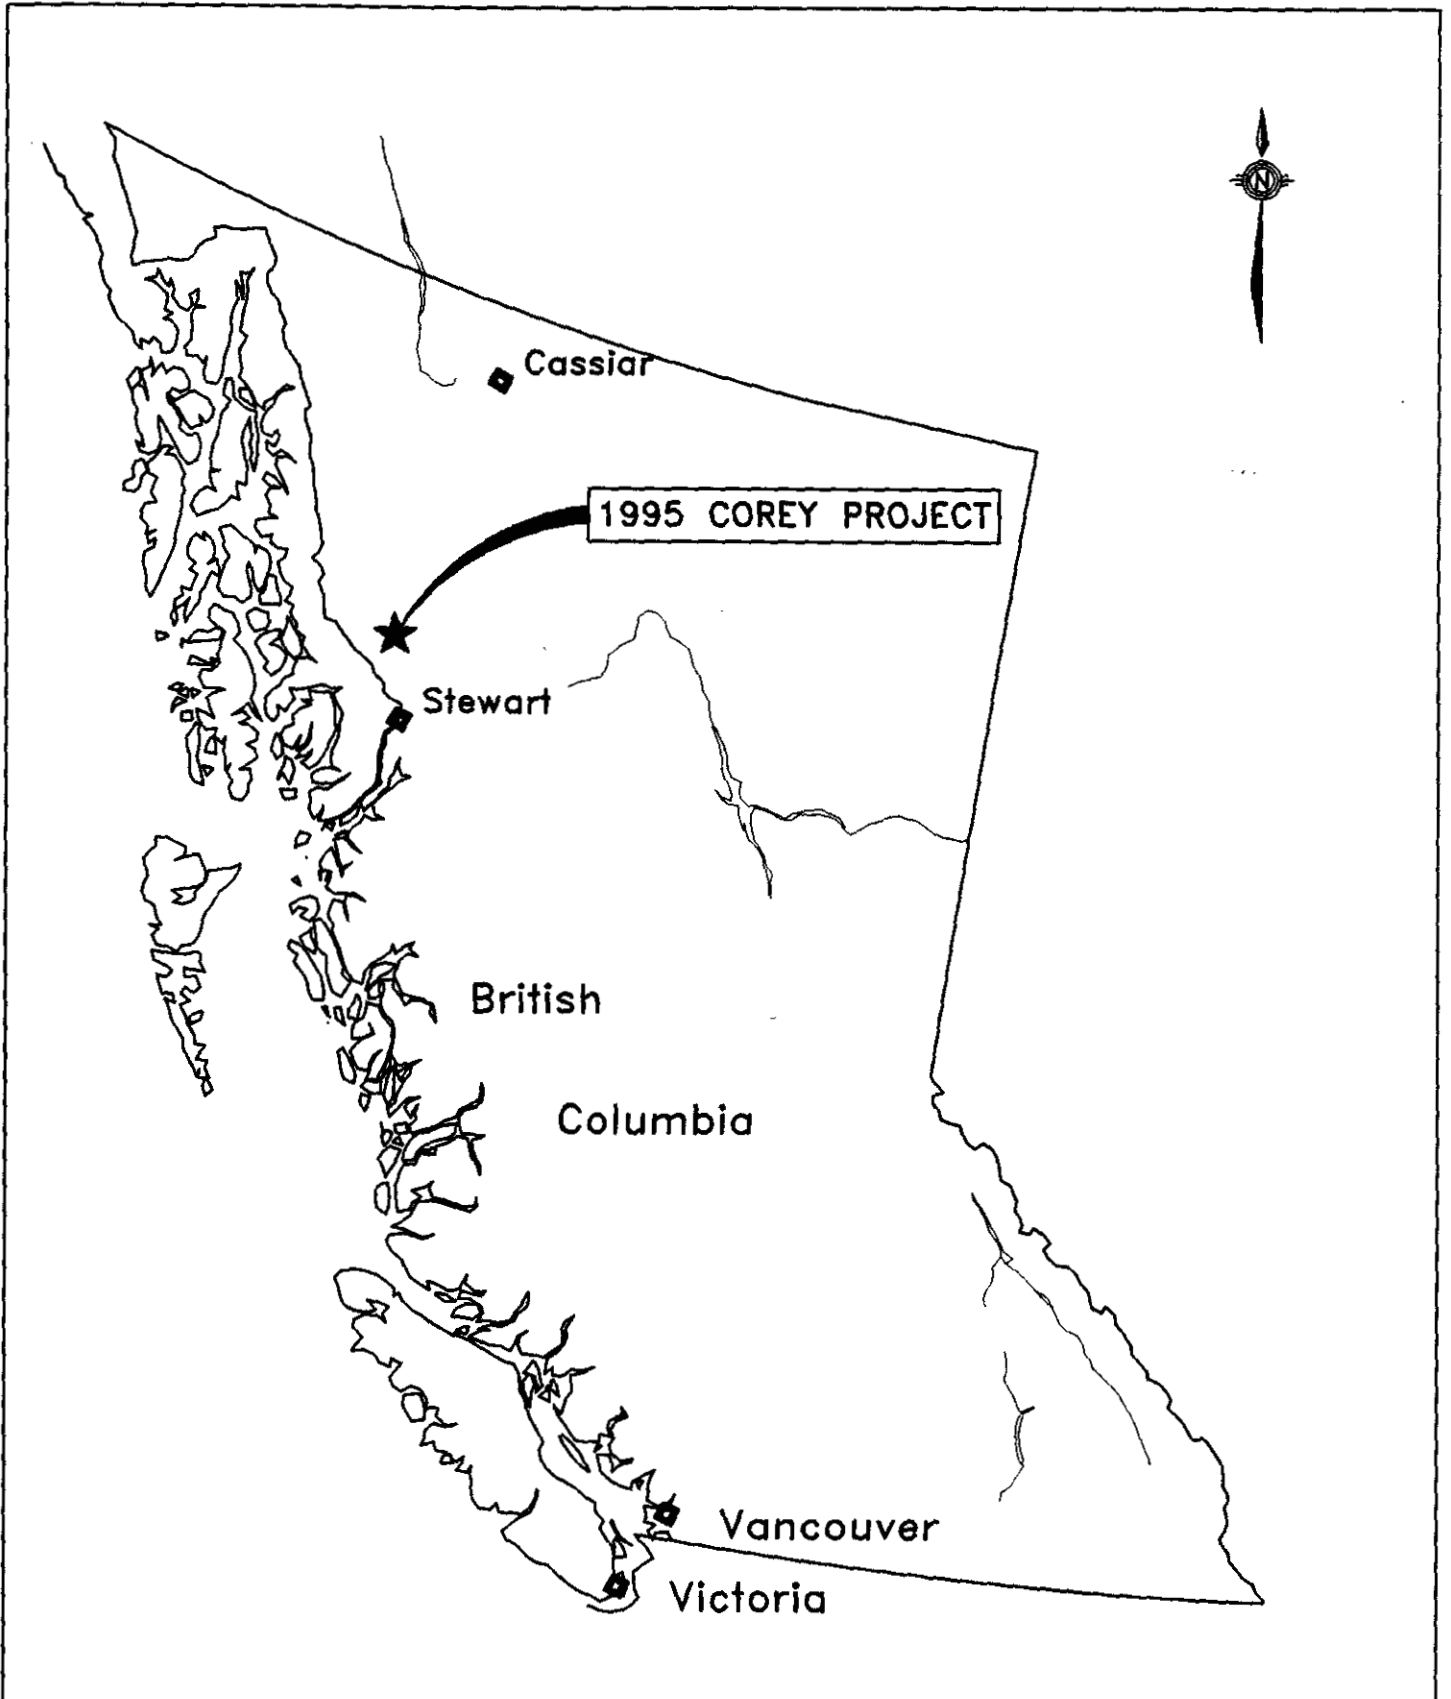 N
Cassiar
1995 COREY PROJECT
Stewart
British
Columbia
Vancouver
Victoria